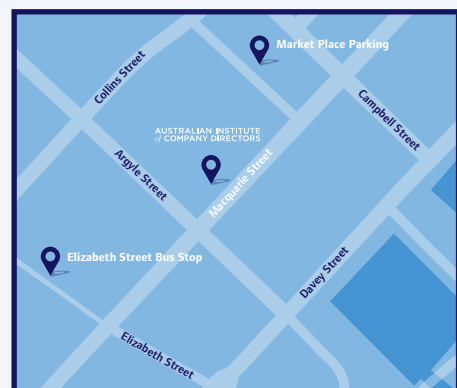 Market Place Parking
Collins Street
Campbell Street
AUSTRALIAN INSTITUTE
of COMPANY DIRECTORS
Argyle Street
Macquarie Street
Elizabeth Street Bus Stop
Davey Street
Elizabeth Street